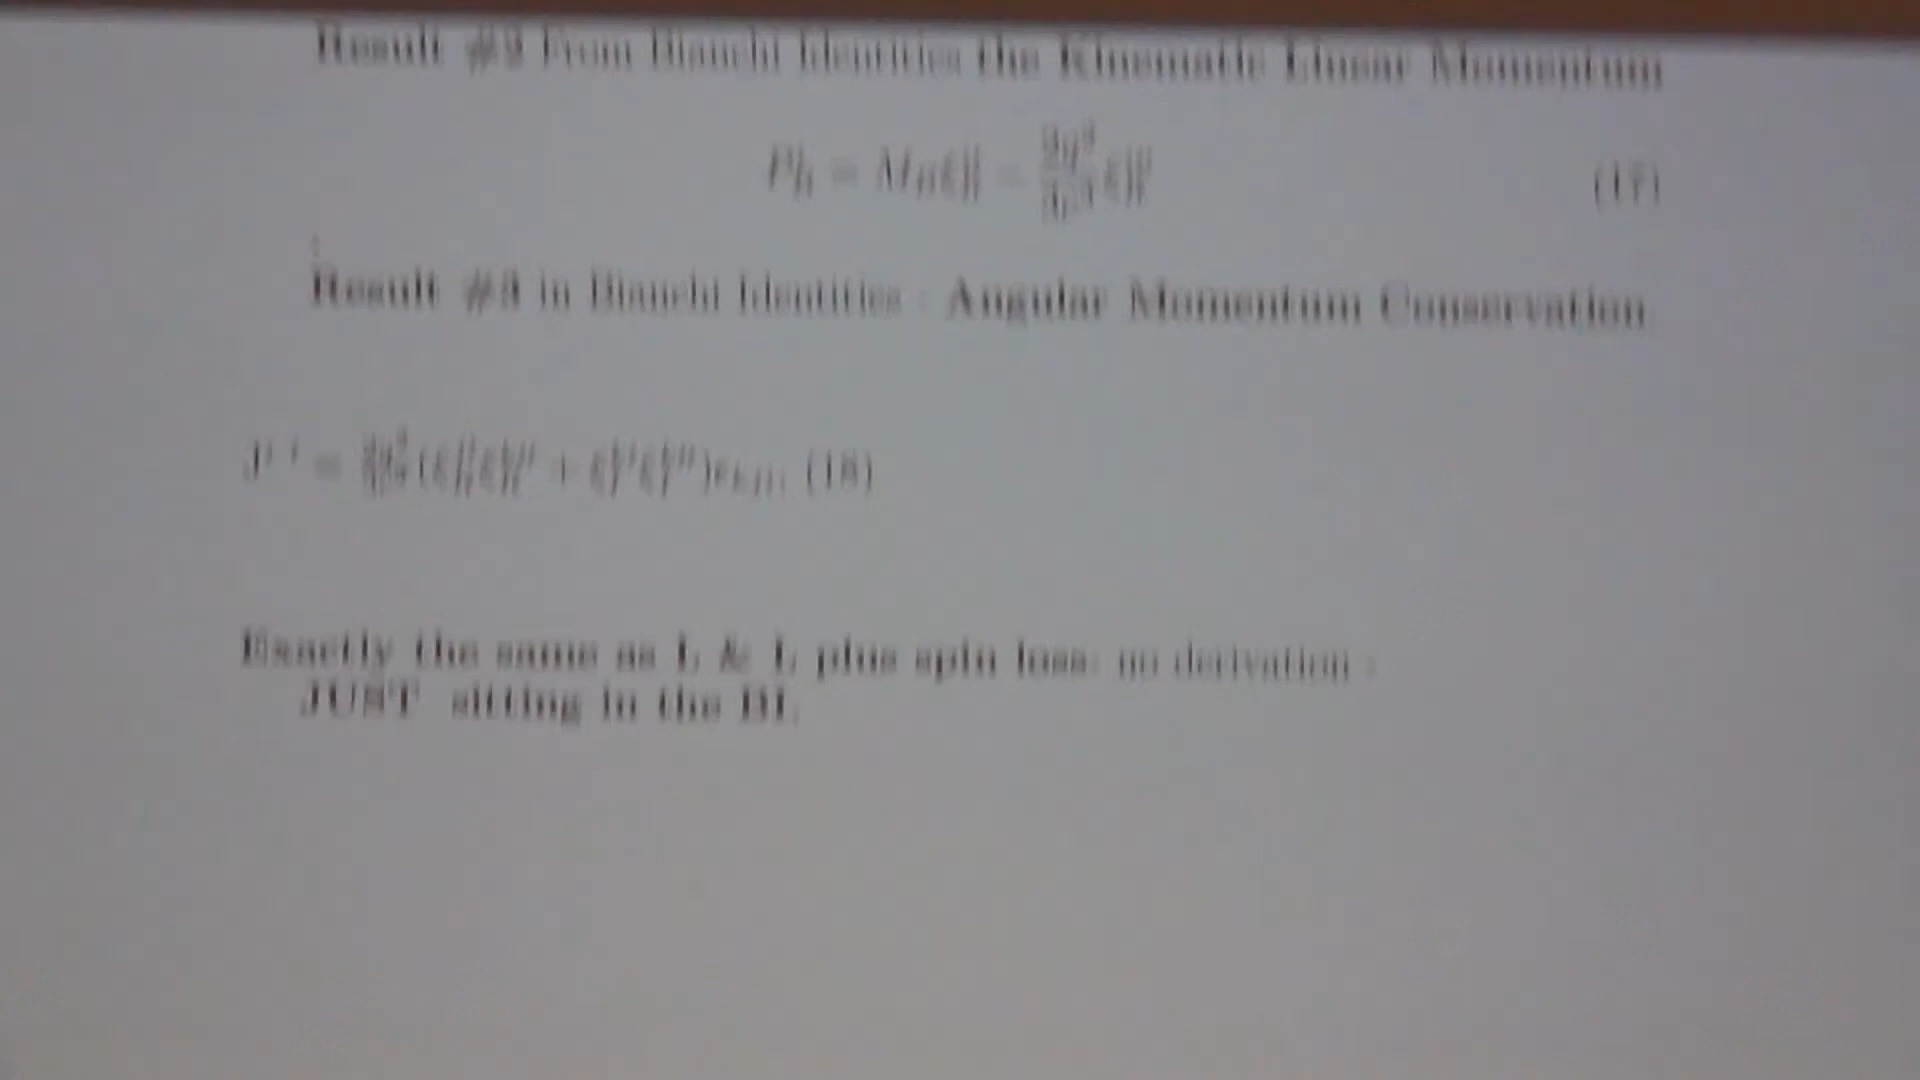 Result #2 From Bianchi Identities the Kinematic Linear Momentum
(17)
Result #3 in Bianchi Identities - Angular Momentum Conservation
(18)
Exactly the same as L & L plus spin loss: no derivation -
JUST sitting in the BI.